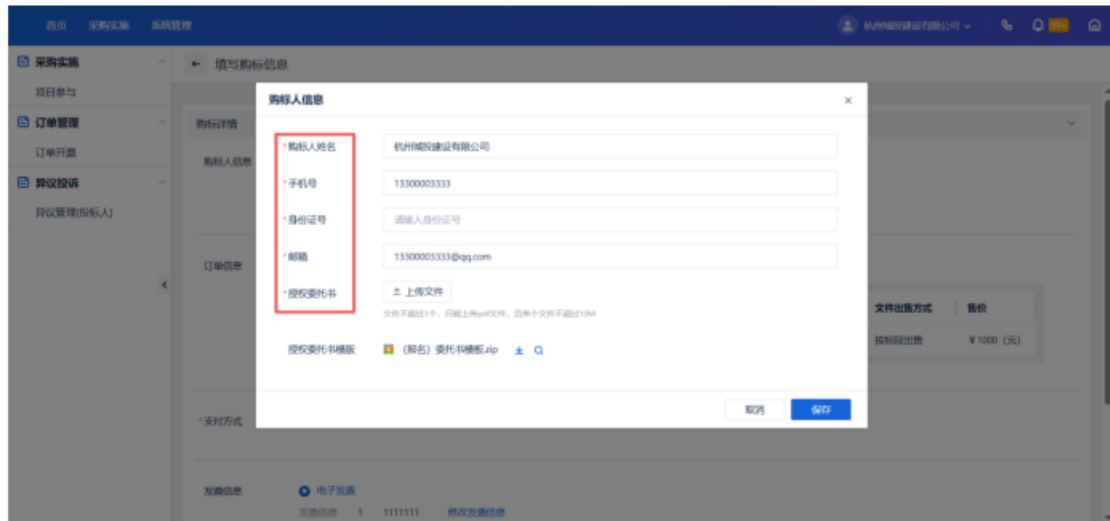 首页 采购实施 系统管理 杭州城投建设有限公司 99+
采购实施
项目参与
订单管理
订单开票
异议投诉
异议管理(投标人)
← 填写购标信息
购标详情
购标人信息
购标人信息 ×
*购标人姓名 杭州城投建设有限公司
*手机号 13300003333
*身份证号 请输入身份证号
*邮箱 13300003333@qq.com
*授权委托书 上传文件
文件不超过1个，只能上传pdf文件，且单个文件不超过10M
授权委托书模版 (报名) 委托书模板.zip
取消 保存
订单信息
文件出售方式 售价
按标段出售 ¥ 1000 (元)
*支付方式
发票信息 电子发票
发票信息 1 1111111 修改发票信息